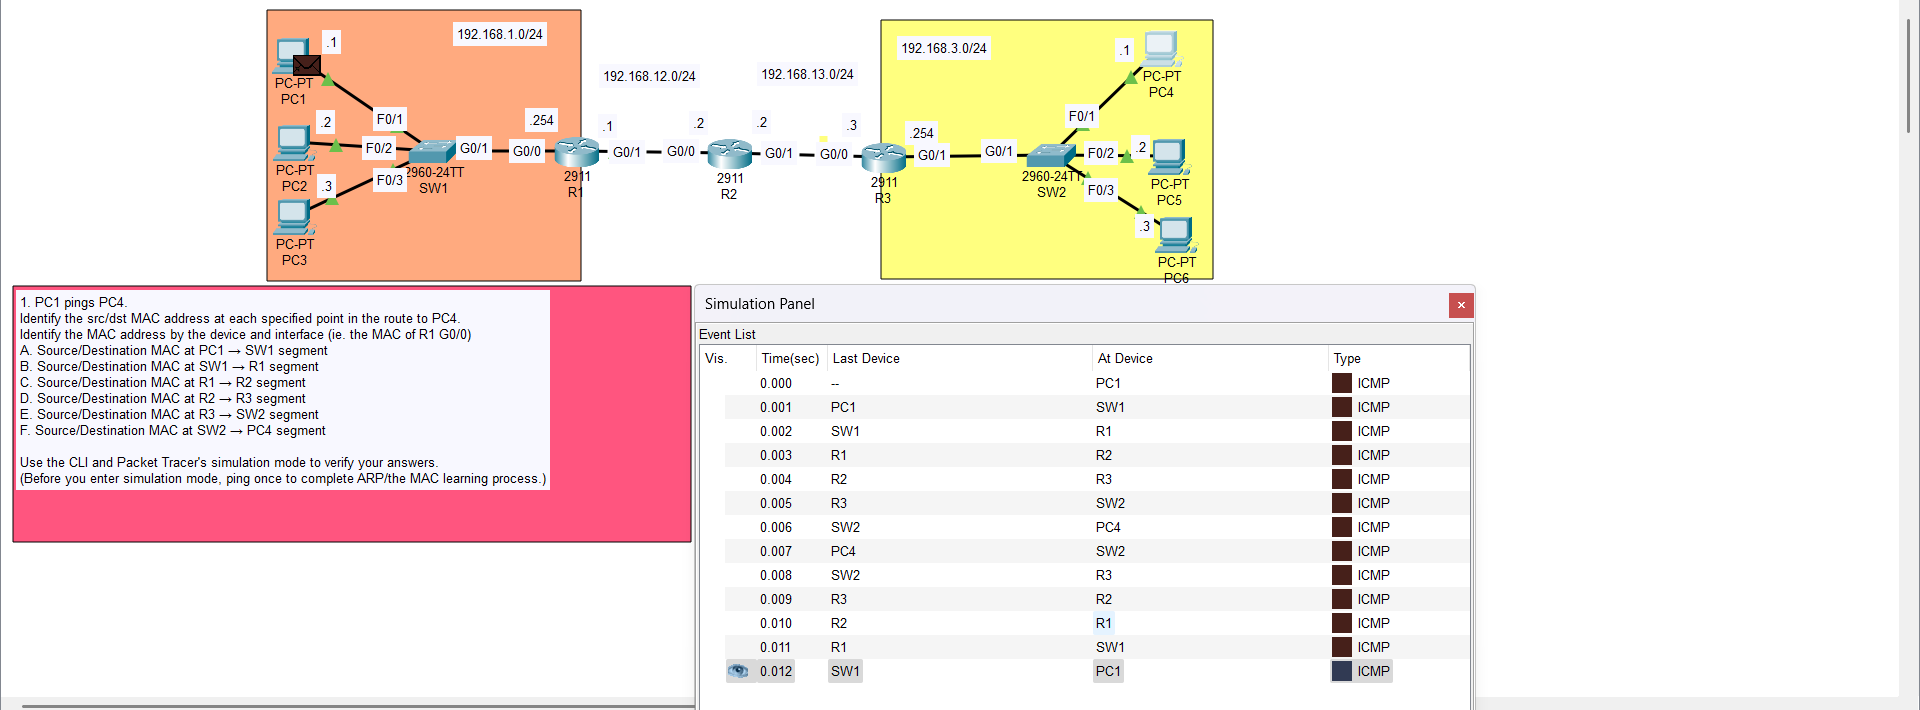 .1
192.168.1.0/24
PC-PT
PC1
.2
F0/1
F0/2
PC-PT
PC2
.3
F0/3
PC-PT
PC3
2960-24TT
SW1
G0/1
.254
G0/0
2911
R1
192.168.12.0/24
.1
G0/1
.2
G0/0
2911
R2
192.168.13.0/24
.2
G0/1
.3
G0/0
2911
R3
192.168.3.0/24
.254
G0/1
G0/1
2960-24TT
SW2
.1
PC-PT
PC4
F0/1
F0/2
.2
PC-PT
PC5
F0/3
.3
PC-PT
PC6
1. PC1 pings PC4.
Identify the src/dst MAC address at each specified point in the route to PC4.
Identify the MAC address by the device and interface (ie. the MAC of R1 G0/0)
A. Source/Destination MAC at PC1 → SW1 segment
B. Source/Destination MAC at SW1 → R1 segment
C. Source/Destination MAC at R1 → R2 segment
D. Source/Destination MAC at R2 → R3 segment
E. Source/Destination MAC at R3 → SW2 segment
F. Source/Destination MAC at SW2 → PC4 segment
Use the CLI and Packet Tracer's simulation mode to verify your answers.
(Before you enter simulation mode, ping once to complete ARP/the MAC learning process.)
Simulation Panel
Event List
Vis. Time(sec) Last Device At Device Type
0.000 -- PC1 ICMP
0.001 PC1 SW1 ICMP
0.002 SW1 R1 ICMP
0.003 R1 R2 ICMP
0.004 R2 R3 ICMP
0.005 R3 SW2 ICMP
0.006 SW2 PC4 ICMP
0.007 PC4 SW2 ICMP
0.008 SW2 R3 ICMP
0.009 R3 R2 ICMP
0.010 R2 R1 ICMP
0.011 R1 SW1 ICMP
0.012 SW1 PC1 ICMP